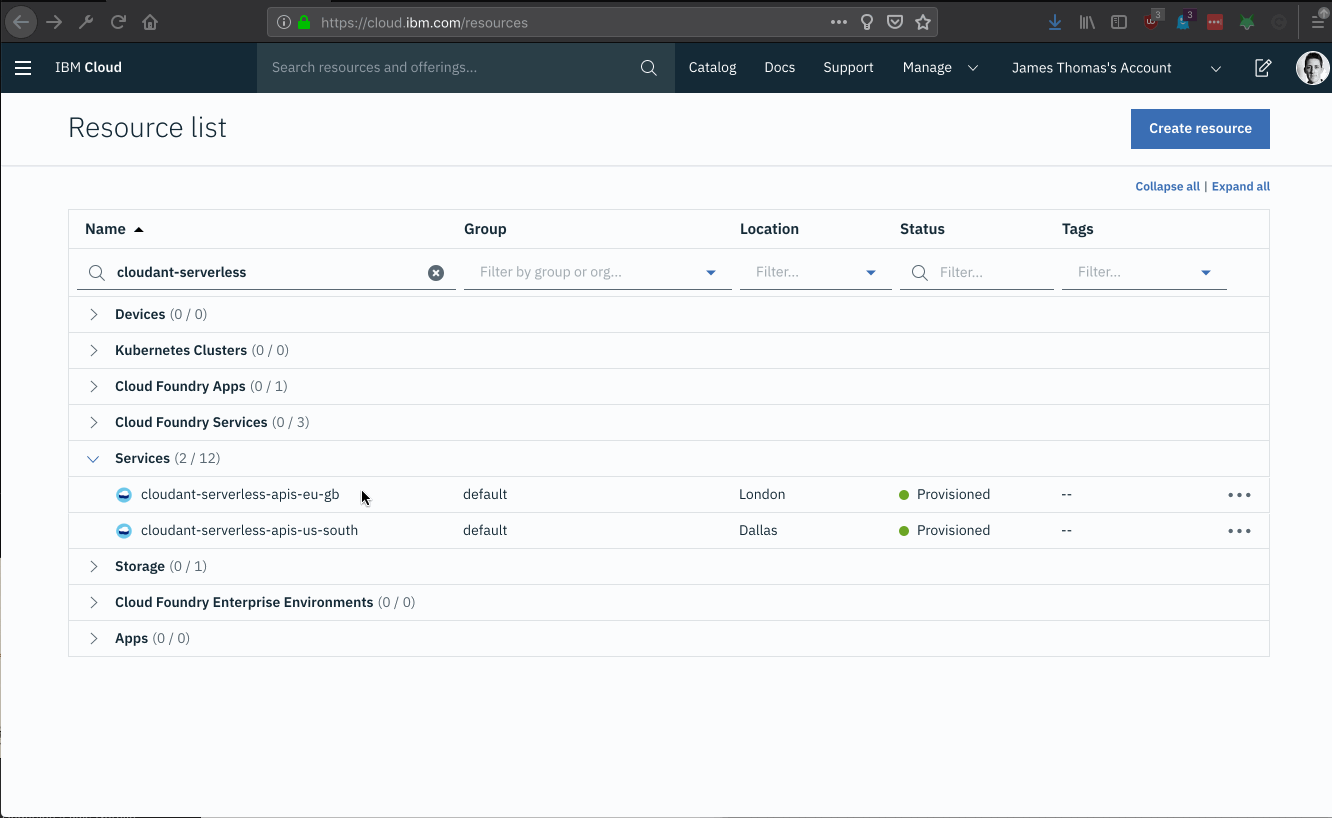 https://cloud.ibm.com/resources
3
3
IBM Cloud
Search resources and offerings...
Catalog
Docs
Support
Manage
James Thomas's Account
Resource list
Create resource
Collapse all | Expand all
Name Group Location Status Tags
cloudant-serverless Filter by group or org... Filter... Filter... Filter...
Devices (0 / 0)
Kubernetes Clusters (0 / 0)
Cloud Foundry Apps (0 / 1)
Cloud Foundry Services (0 / 3)
Services (2 / 12)
cloudant-serverless-apis-eu-gb default London Provisioned --
cloudant-serverless-apis-us-south default Dallas Provisioned --
Storage (0 / 1)
Cloud Foundry Enterprise Environments (0 / 0)
Apps (0 / 0)